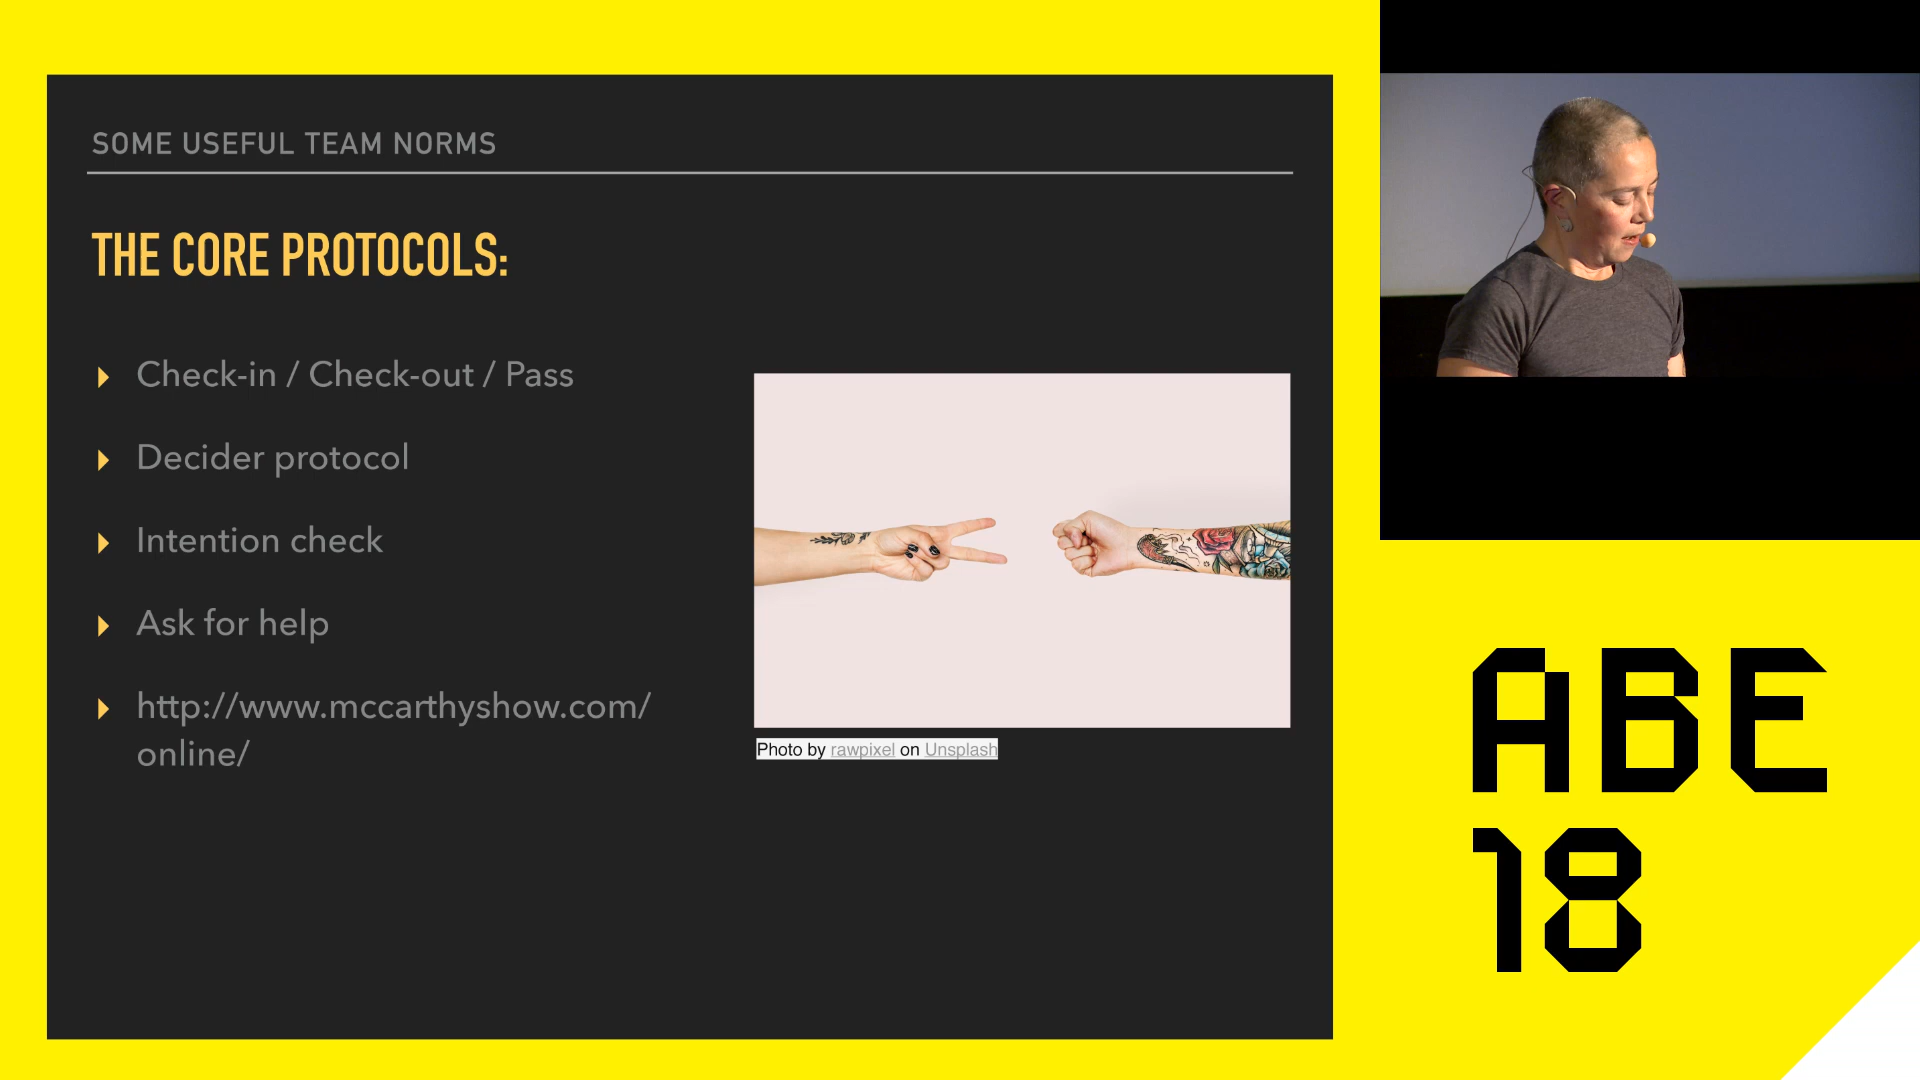 SOME USEFUL TEAM NORMS
THE CORE PROTOCOLS:
Check-in / Check-out / Pass
Decider protocol
Intention check
Ask for help
http://www.mccarthyshow.com/
online/
Photo by rawpixel on Unsplash
ABE
18